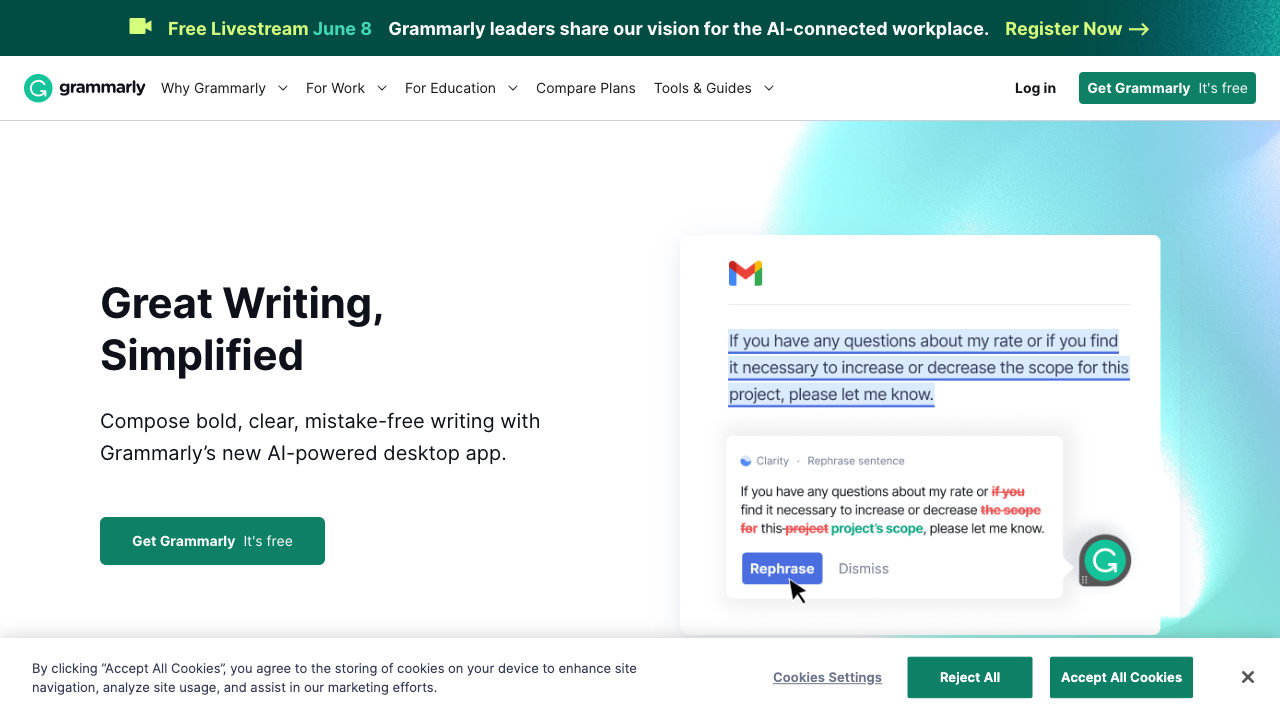 Free Livestream June 8 Grammarly leaders share our vision for the AI-connected workplace. Register Now →
grammarly Why Grammarly For Work For Education Compare Plans Tools & Guides Log in Get Grammarly It's free
Great Writing,
Simplified
Compose bold, clear, mistake-free writing with
Grammarly’s new AI-powered desktop app.
Get Grammarly It's free
If you have any questions about my rate or if you find
it necessary to increase or decrease the scope for this
project, please let me know.
Clarity · Rephrase sentence
If you have any questions about my rate or if you
find it necessary to increase or decrease the scope
for this project project’s scope, please let me know.
Rephrase Dismiss
By clicking “Accept All Cookies”, you agree to the storing of cookies on your device to enhance site
navigation, analyze site usage, and assist in our marketing efforts.
Cookies Settings Reject All Accept All Cookies